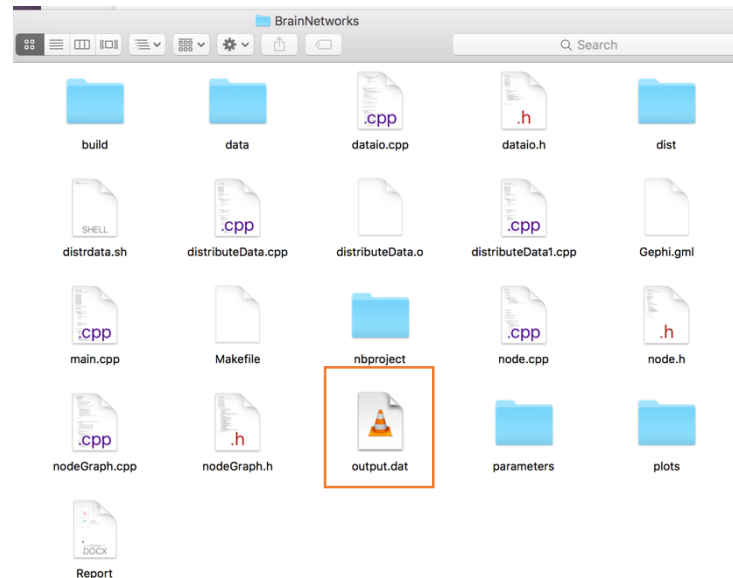 BrainNetworks
Search
.cpp
.h
build
data
dataio.cpp
dataio.h
dist
SHELL
.cpp
.cpp
distrdata.sh
distributeData.cpp
distributeData.o
distributeData1.cpp
Gephi.gml
.cpp
.cpp
.h
main.cpp
Makefile
nbproject
node.cpp
node.h
.cpp
.h
nodeGraph.cpp
nodeGraph.h
output.dat
parameters
plots
DOCX
Report